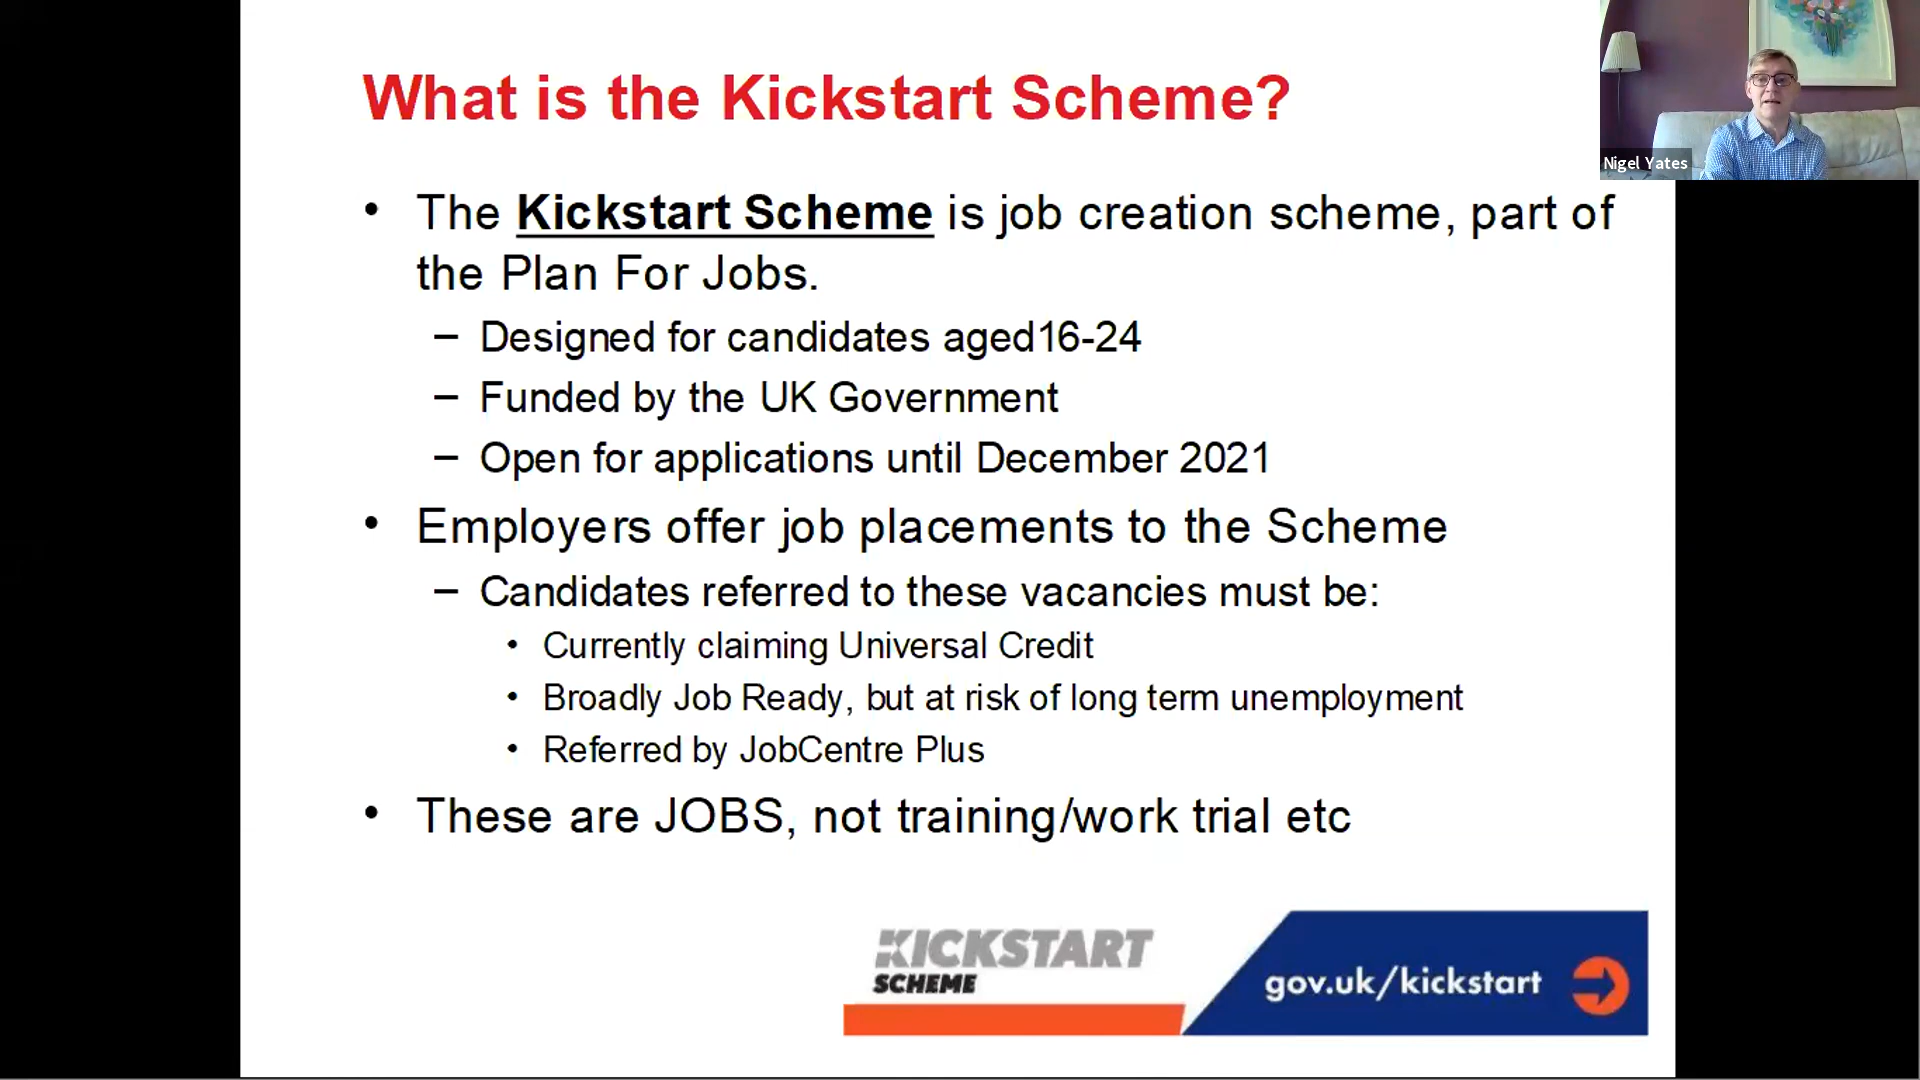 What is the Kickstart Scheme?
Nigel Yates
• The Kickstart Scheme is job creation scheme, part of
the Plan For Jobs.
– Designed for candidates aged16-24
– Funded by the UK Government
– Open for applications until December 2021
• Employers offer job placements to the Scheme
– Candidates referred to these vacancies must be:
• Currently claiming Universal Credit
• Broadly Job Ready, but at risk of long term unemployment
• Referred by JobCentre Plus
• These are JOBS, not training/work trial etc
KICKSTART
SCHEME
gov.uk/kickstart